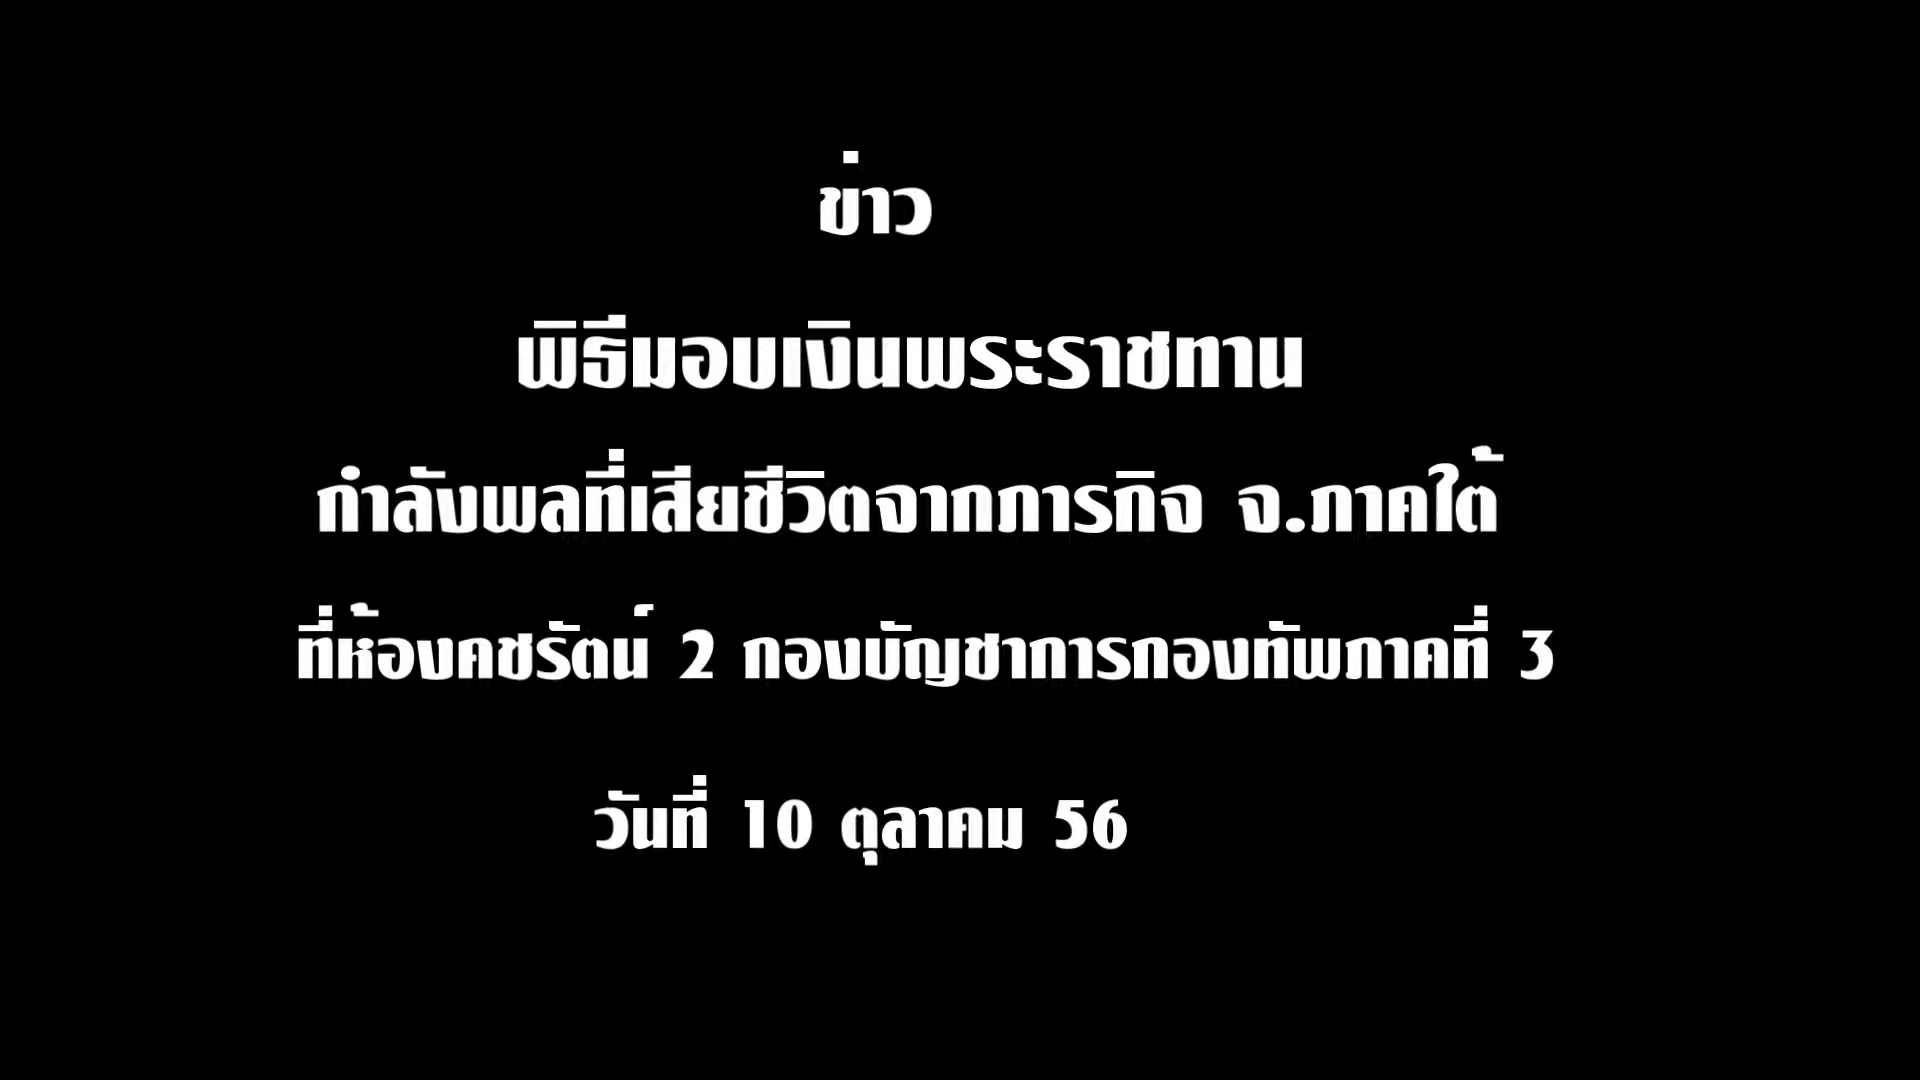 ข่าว
พิธีมอบเงินพระราชทาน
กำลังพลที่เสียชีวิตจากภารกิจ จ.ภาคใต้
ที่ห้องคชรัตน์ 2 กองบัญชาการกองทัพภาคที่ 3
วันที่ 10 ตุลาคม 56